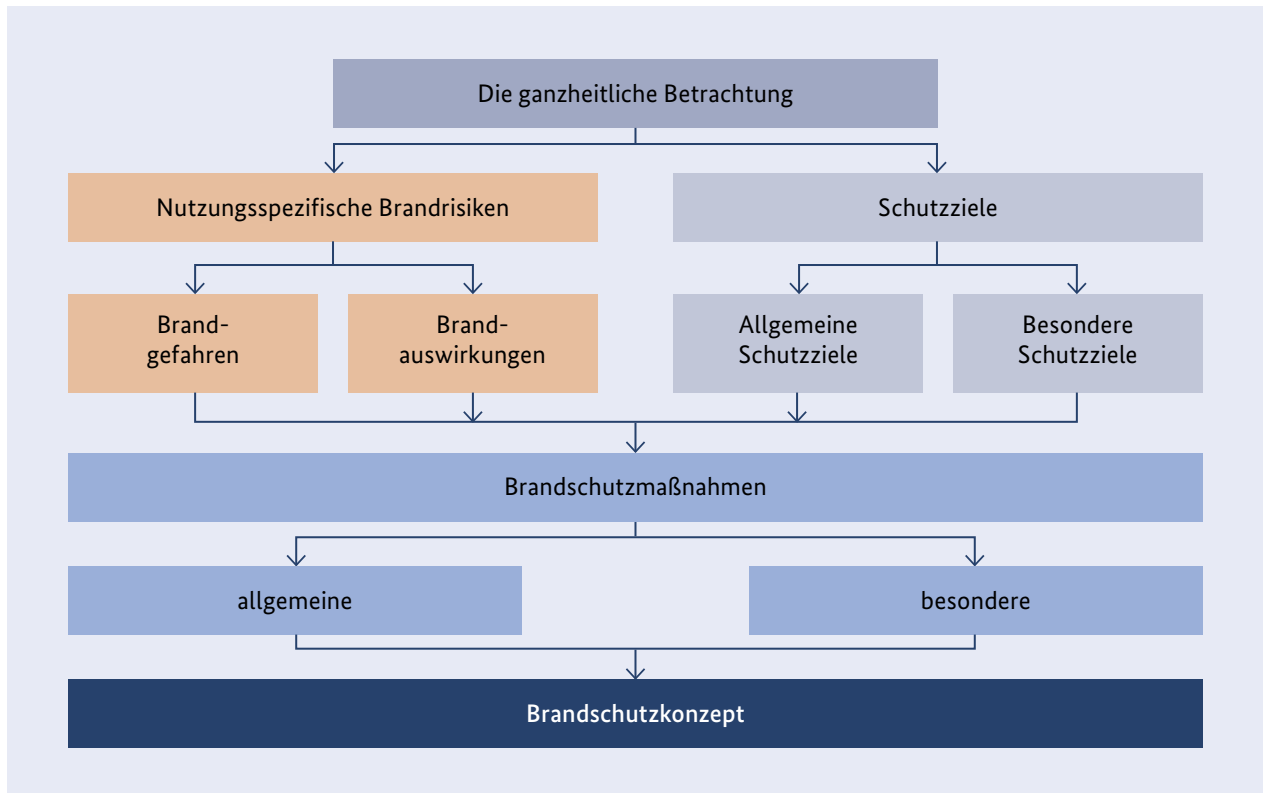 Die ganzheitliche Betrachtung
Nutzungsspezifische Brandrisiken
Schutzziele
Brand-
gefahren
Brand-
auswirkungen
Allgemeine
Schutzziele
Besondere
Schutzziele
Brandschutzmaßnahmen
allgemeine
besondere
Brandschutzkonzept